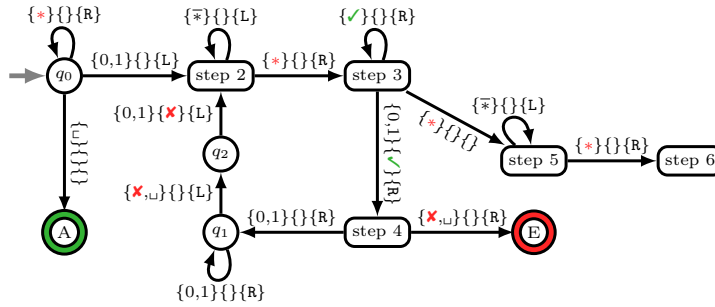 {*}{}{R}
{✱̅}{}{L}
{✓}{}{R}
q0
{0,1}{}{L}
step 2
{*}{}{R}
step 3
{⊔}{}{}
{0,1}{✘}{L}
{0,1}{✓}{R}
{*}{}{}
{✱̅}{}{L}
q2
step 5
{*}{}{R}
step 6
{✘,⊔}{}{L}
A
q1
{0,1}{}{R}
step 4
{✘,⊔}{}{R}
E
{0,1}{}{R}